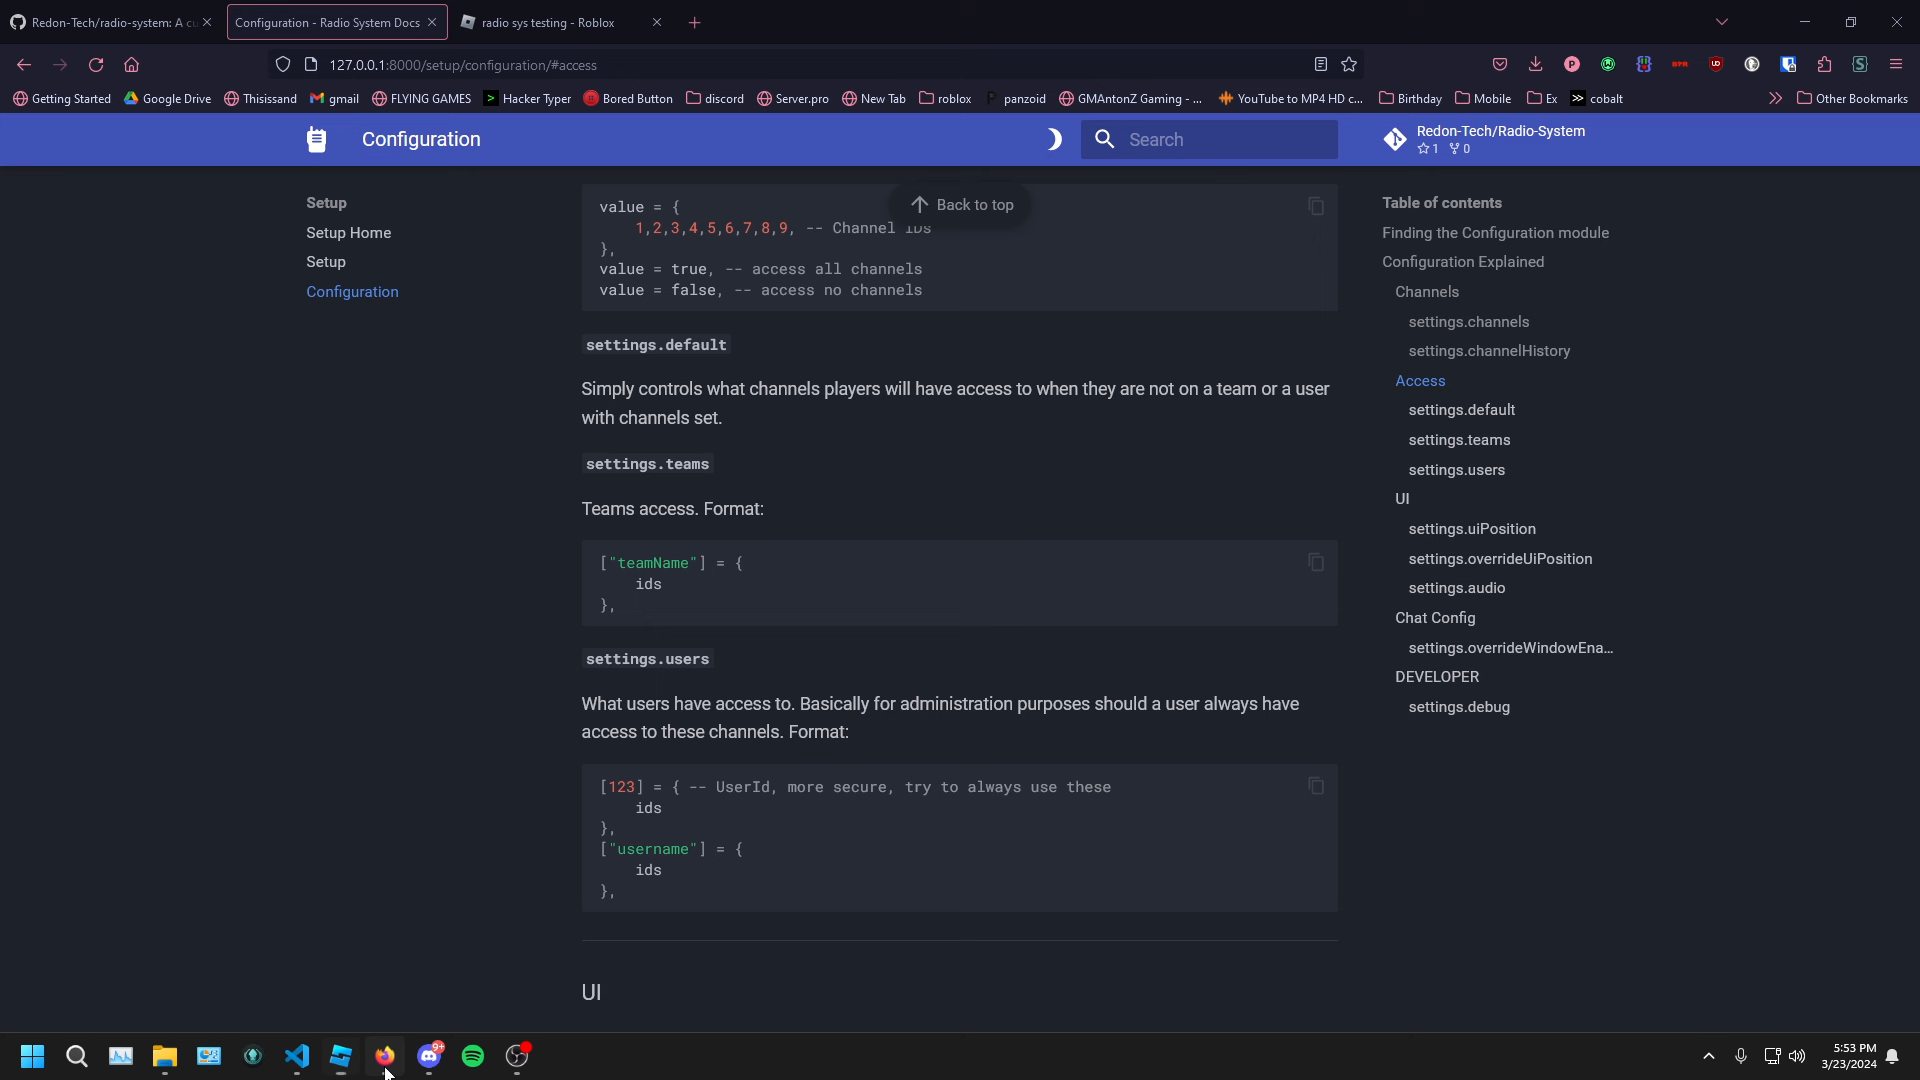 Redon-Tech/radio-system: A cu
Configuration - Radio System Docs
radio sys testing - Roblox
127.0.0.1:8000/setup/configuration/#access
Getting Started
Google Drive
Thisissand
gmail
FLYING GAMES
Hacker Typer
Bored Button
discord
Server.pro
New Tab
roblox
panzoid
GMAntonZ Gaming - ...
YouTube to MP4 HD c...
Birthday
Mobile
Ex
cobalt
Other Bookmarks
Configuration
Search
Redon-Tech/Radio-System
1 0
Setup
Setup Home
Setup
Configuration
Back to top
value = {
1,2,3,4,5,6,7,8,9, -- Channel IDs
},
value = true, -- access all channels
value = false, -- access no channels
settings.default
Simply controls what channels players will have access to when they are not on a team or a user
with channels set.
settings.teams
Teams access. Format:
["teamName"] = {
ids
},
settings.users
What users have access to. Basically for administration purposes should a user always have
access to these channels. Format:
[123] = { -- UserId, more secure, try to always use these
ids
},
["username"] = {
ids
},
UI
Table of contents
Finding the Configuration module
Configuration Explained
Channels
settings.channels
settings.channelHistory
Access
settings.default
settings.teams
settings.users
UI
settings.uiPosition
settings.overrideUiPosition
settings.audio
Chat Config
settings.overrideWindowEna...
DEVELOPER
settings.debug
9+
5:53 PM
3/23/2024